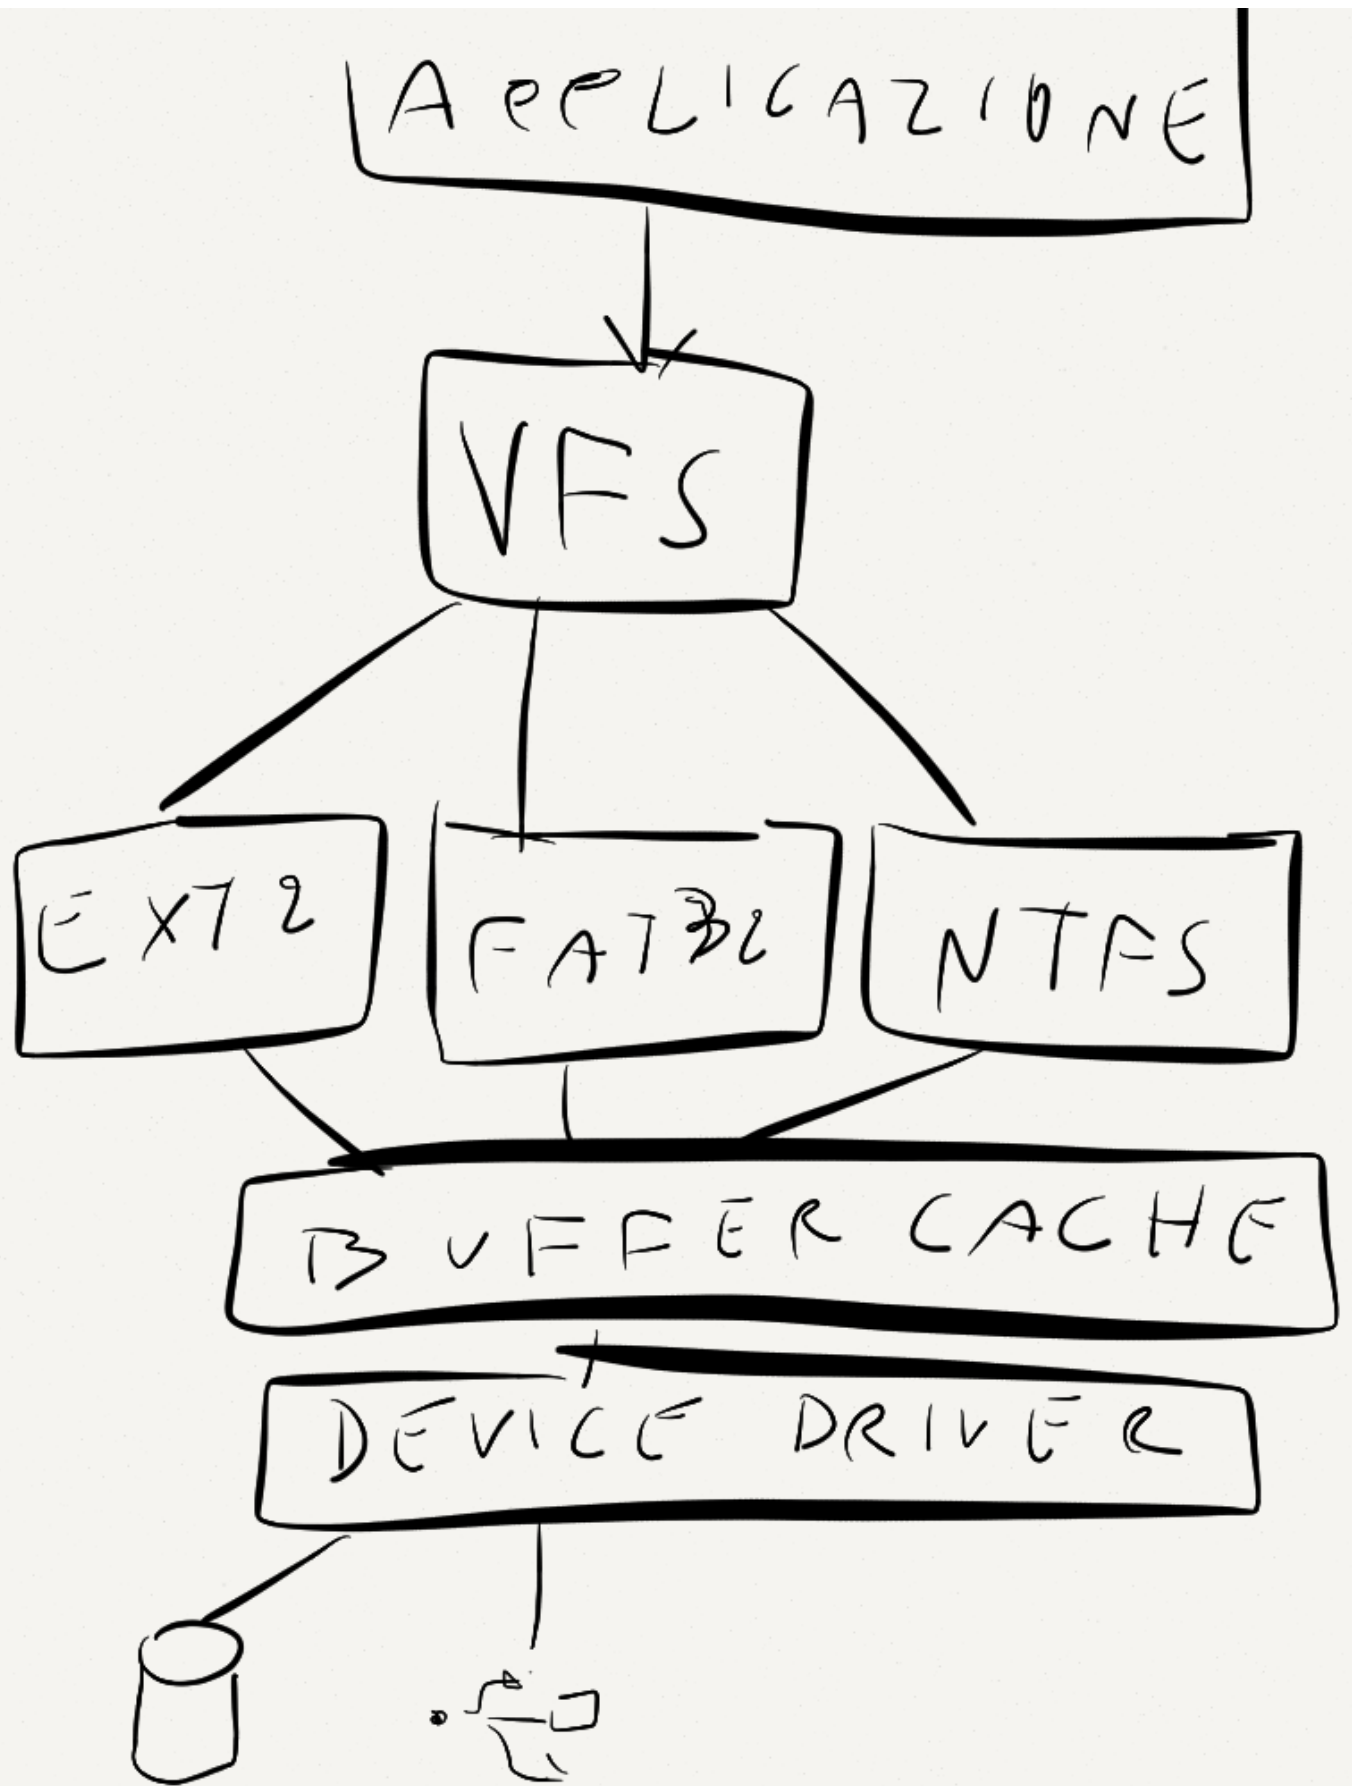 APPLICAZIONE
VFS
EXT2
FAT32
NTFS
BUFFER CACHE
DEVICE DRIVER